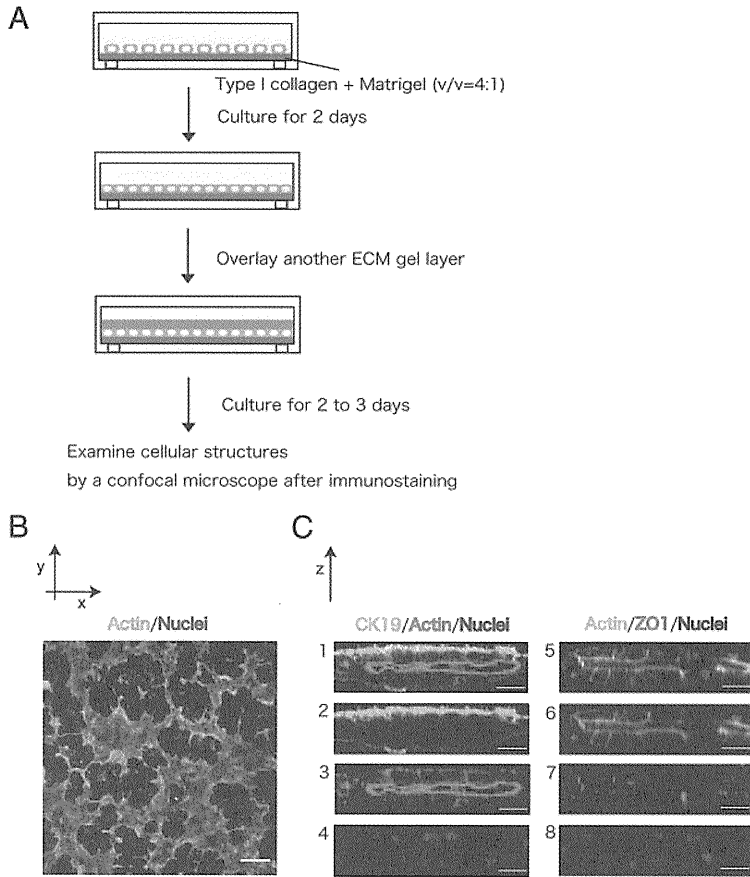 A
Type I collagen + Matrigel (v/v=4:1)
Culture for 2 days
Overlay another ECM gel layer
Culture for 2 to 3 days
Examine cellular structures
by a confocal microscope after immunostaining
B
y
x
Actin/Nuclei
C
z
CK19/Actin/Nuclei
1
2
3
4
Actin/ZO1/Nuclei
5
6
7
8